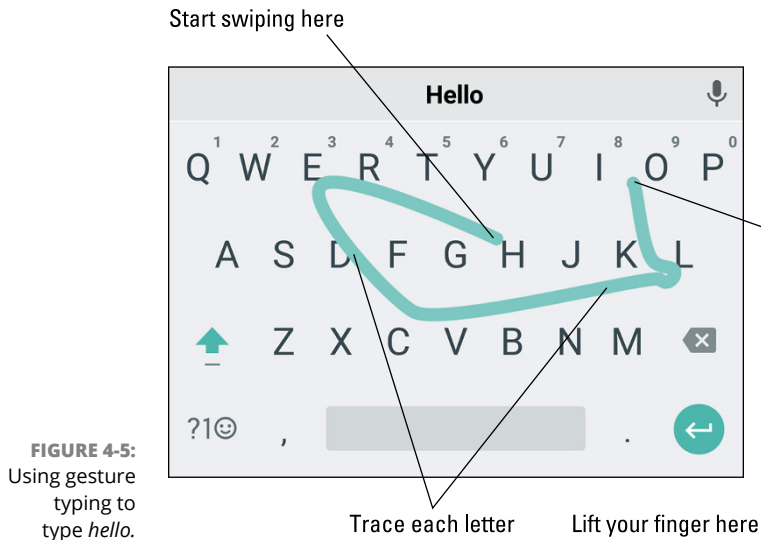 Start swiping here
Hello
1 2 3 4 5 6 7 8 9 0
Q W E R T Y U I O P
A S D F G H J K L
Z X C V B N M
?1☺ , .
FIGURE 4-5:
Using gesture
typing to
type hello.
Trace each letter
Lift your finger here